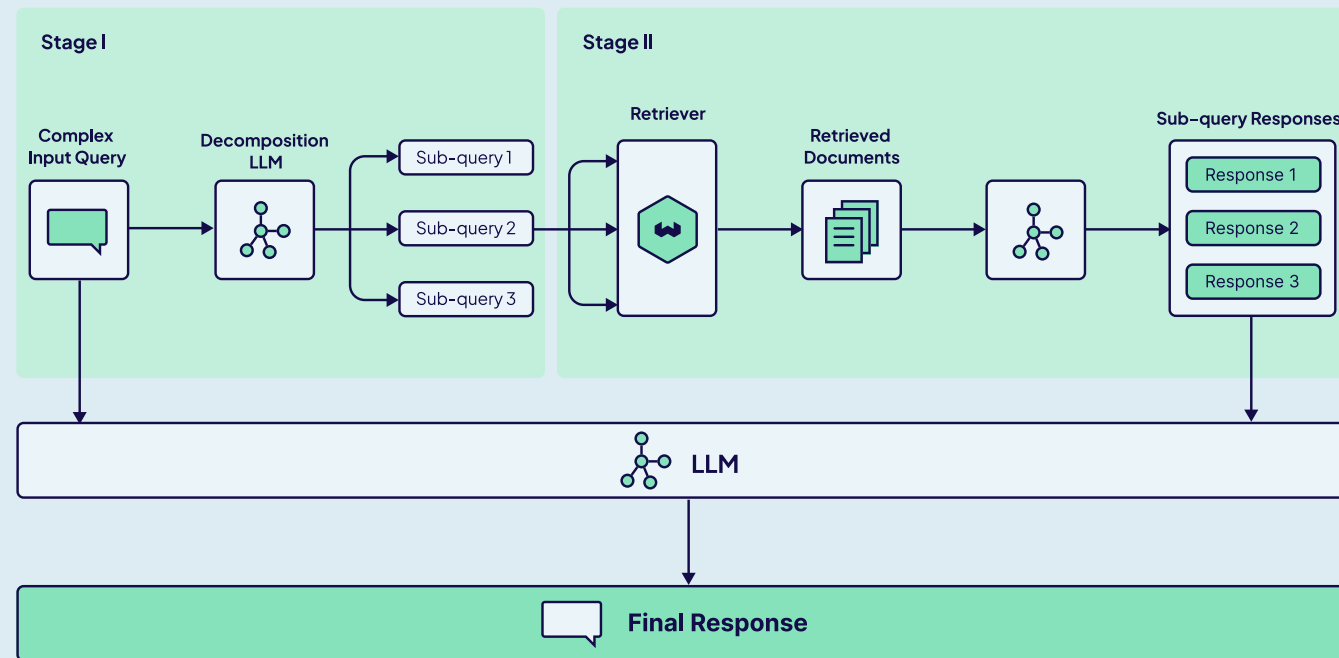 Stage I
Stage II
Complex
Input Query
Decomposition
LLM
Sub-query 1
Sub-query 2
Sub-query 3
Retriever
Retrieved
Documents
Sub-query Responses
Response 1
Response 2
Response 3
LLM
Final Response